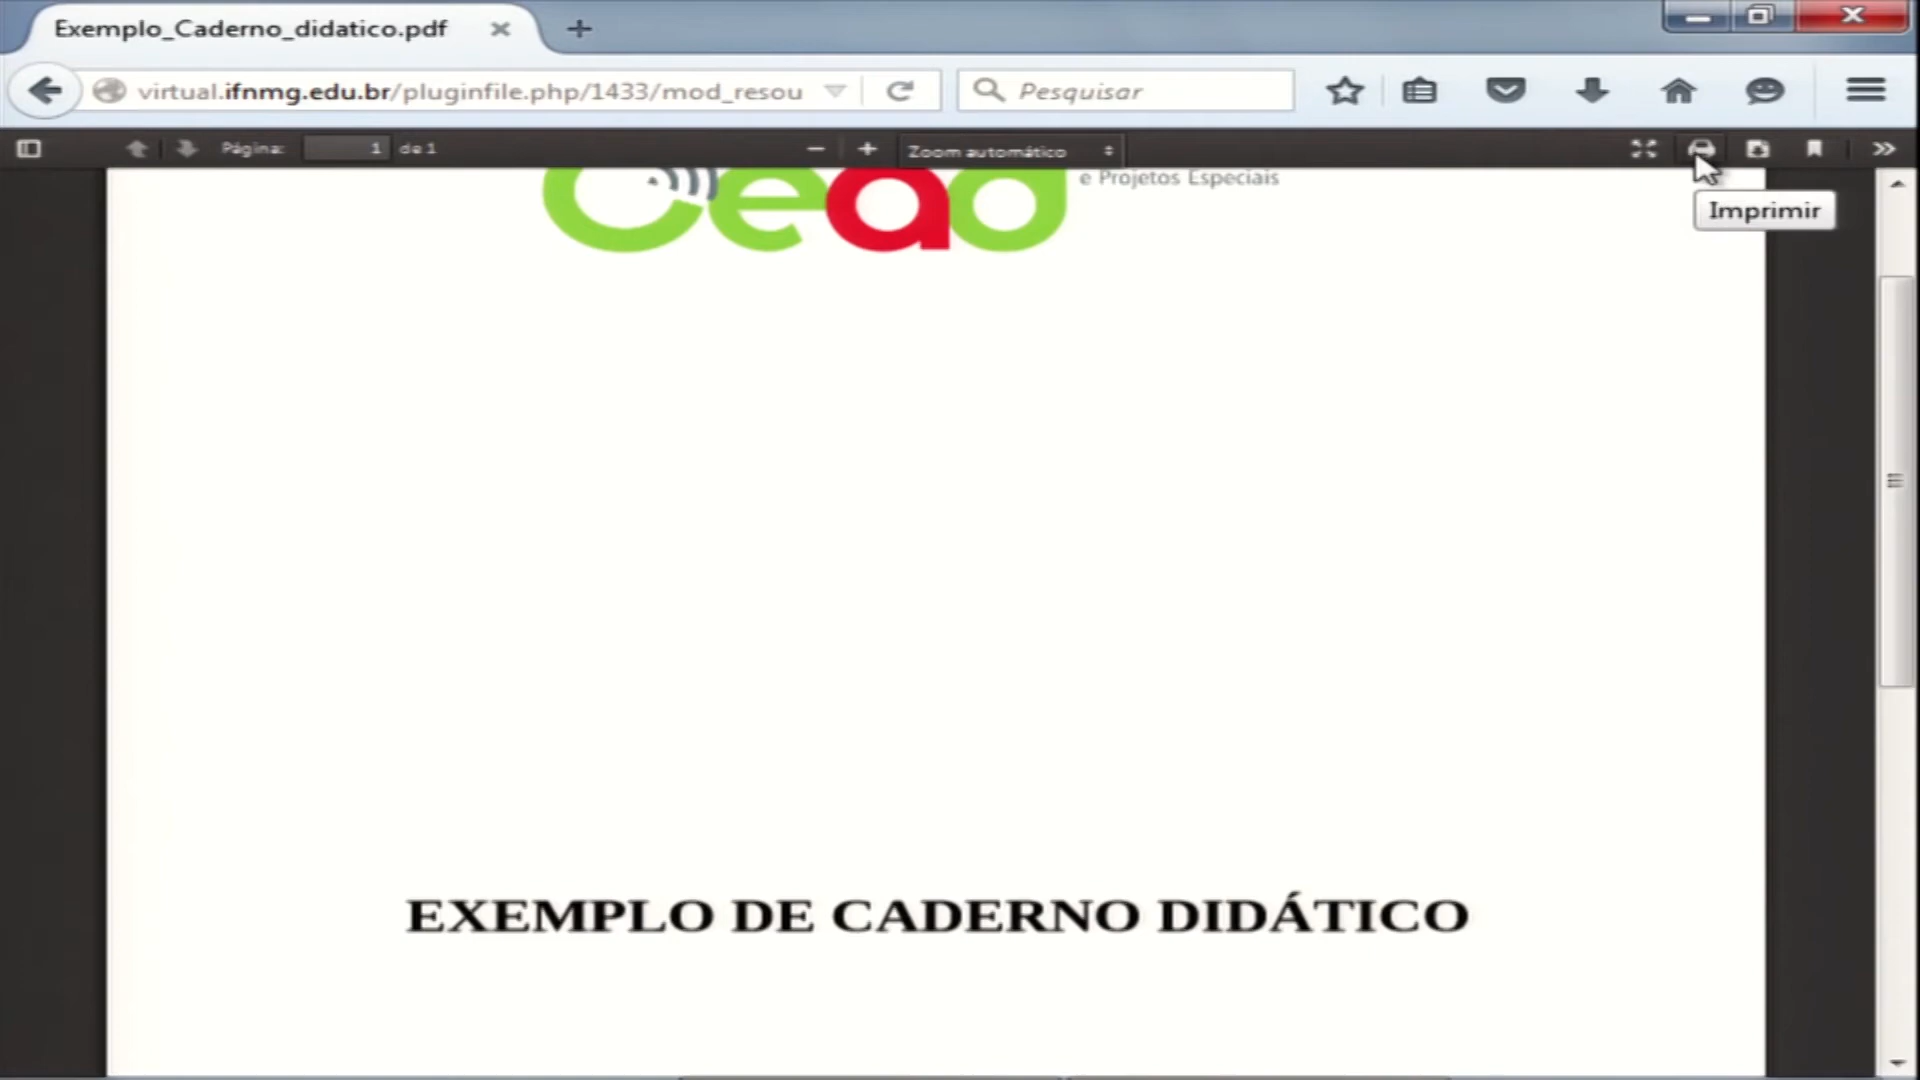 Exemplo_Caderno_didatico.pdf
virtual.ifnmg.edu.br/pluginfile.php/1433/mod_resou
Pesquisar
Página: 1 de 1
Zoom automático
cead
e Projetos Especiais
Imprimir
EXEMPLO DE CADERNO DIDÁTICO